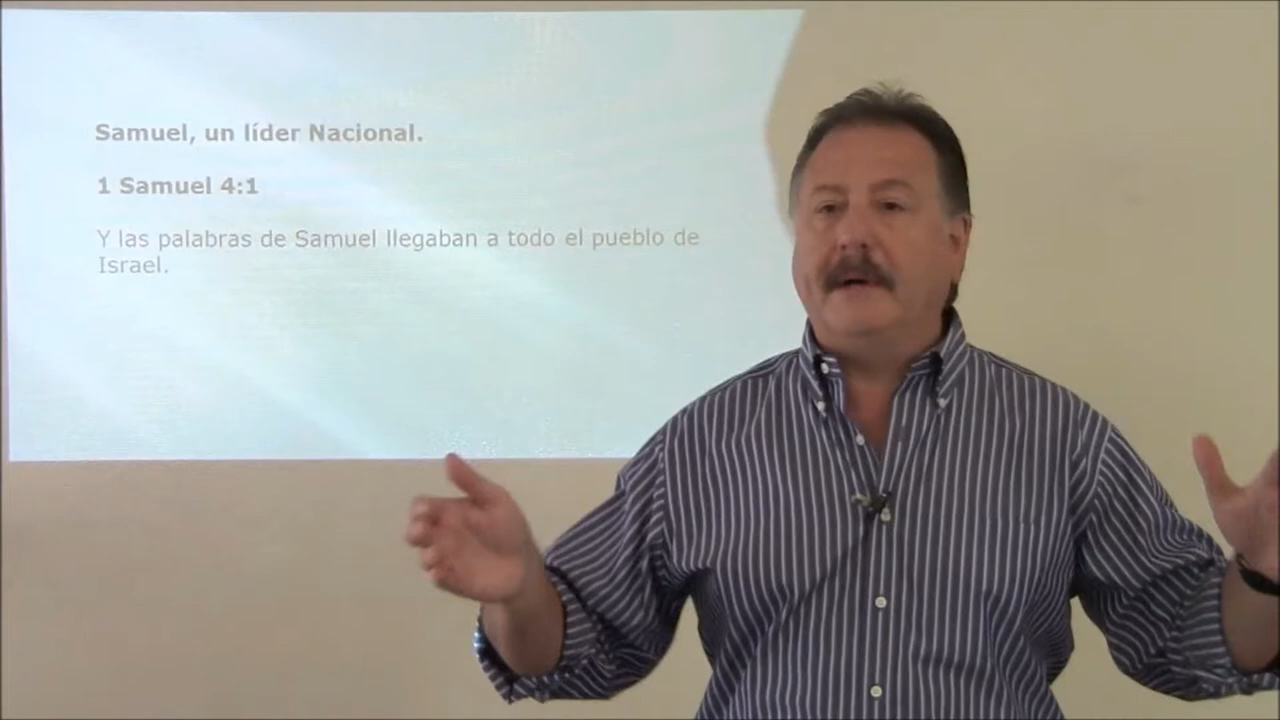 Samuel, un líder Nacional.
1 Samuel 4:1
Y las palabras de Samuel llegaban a todo el pueblo de
Israel.